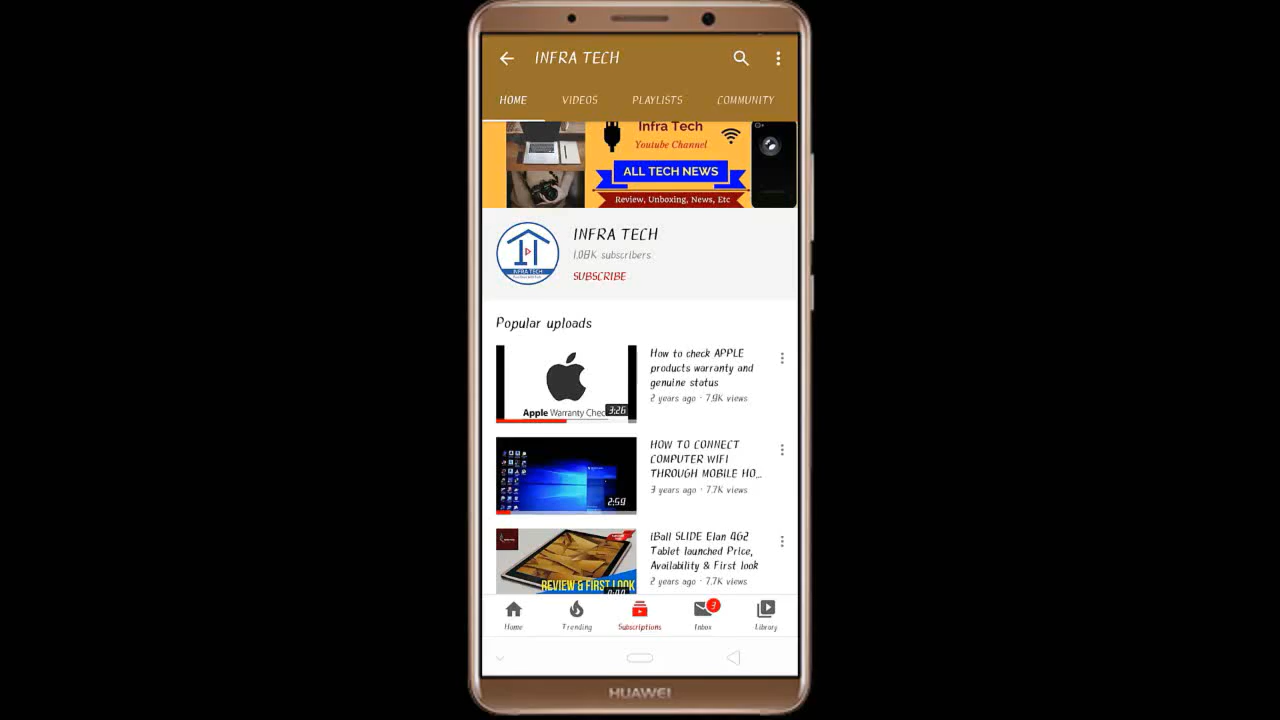 INFRA TECH
HOME VIDEOS PLAYLISTS COMMUNITY
Infra Tech
Youtube Channel
ALL TECH NEWS
Review, Unboxing, News, Etc
INFRA TECH
INFRA TECH
1.08K subscribers
SUBSCRIBE
Popular uploads
Apple Warranty Chec
3:26
How to check APPLE
products warranty and
genuine status
2 years ago · 7.9K views
2:59
HOW TO CONNECT
COMPUTER WIFI
THROUGH MOBILE HO...
3 years ago · 7.7K views
REVIEW & FIRST LOOK
iBall SLIDE Elan 4G2
Tablet launched Price,
Availability & First look
2 years ago · 7.7K views
Home Trending Subscriptions Inbox Library
HUAWEI